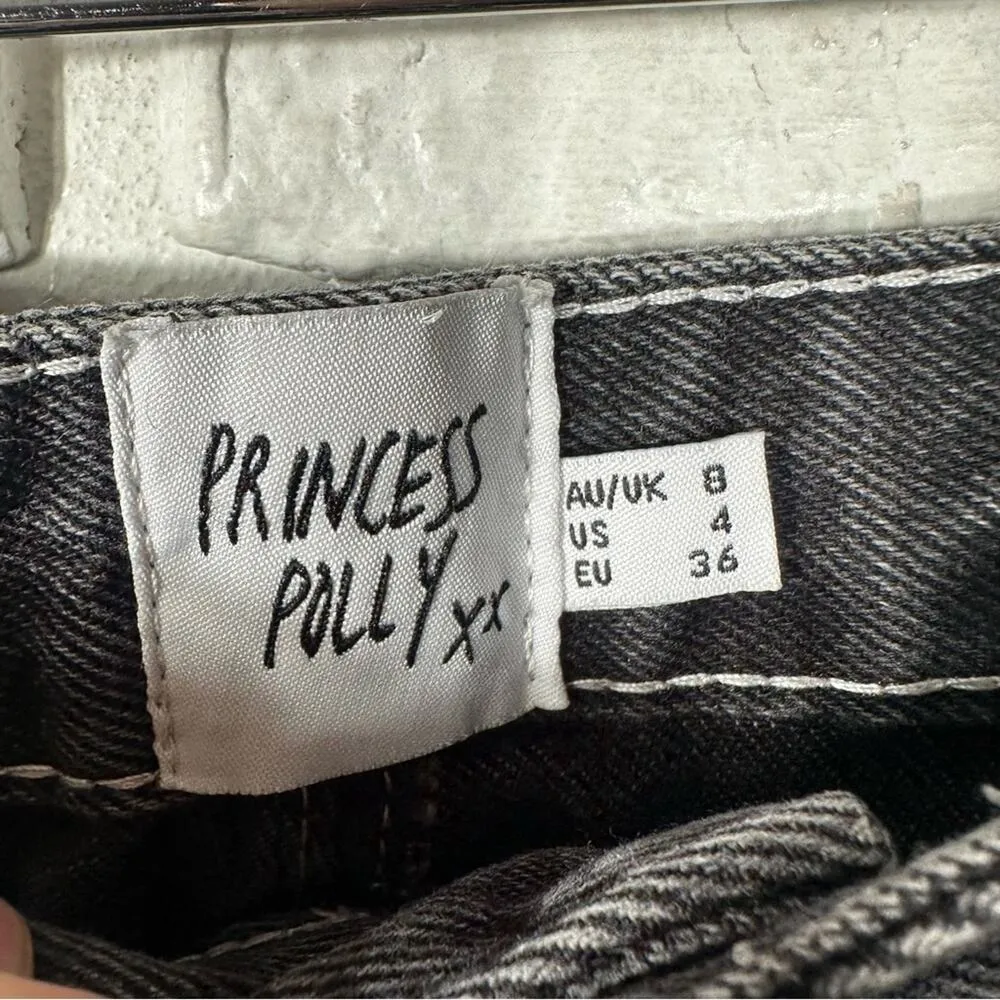 PRINCESS
POLLY xx
AU/UK 8
US 4
EU 36